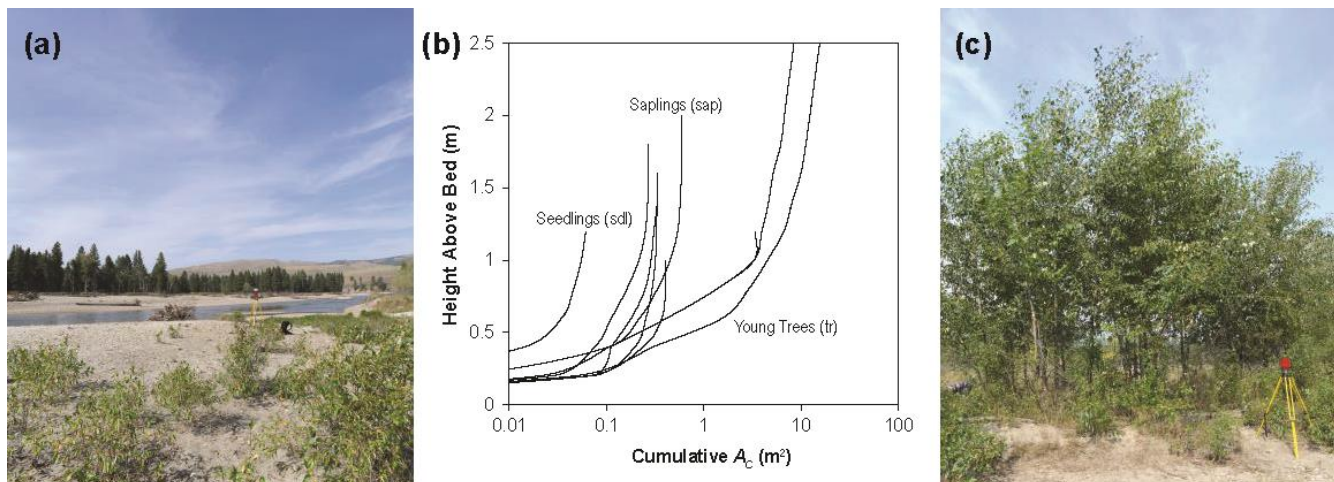 (a)
(b)
2.5
2
1.5
1
0.5
0
Height Above Bed (m)
Saplings (sap)
Seedlings (sdl)
Young Trees (tr)
0.01 0.1 1 10 100
Cumulative A_C (m²)
(c)